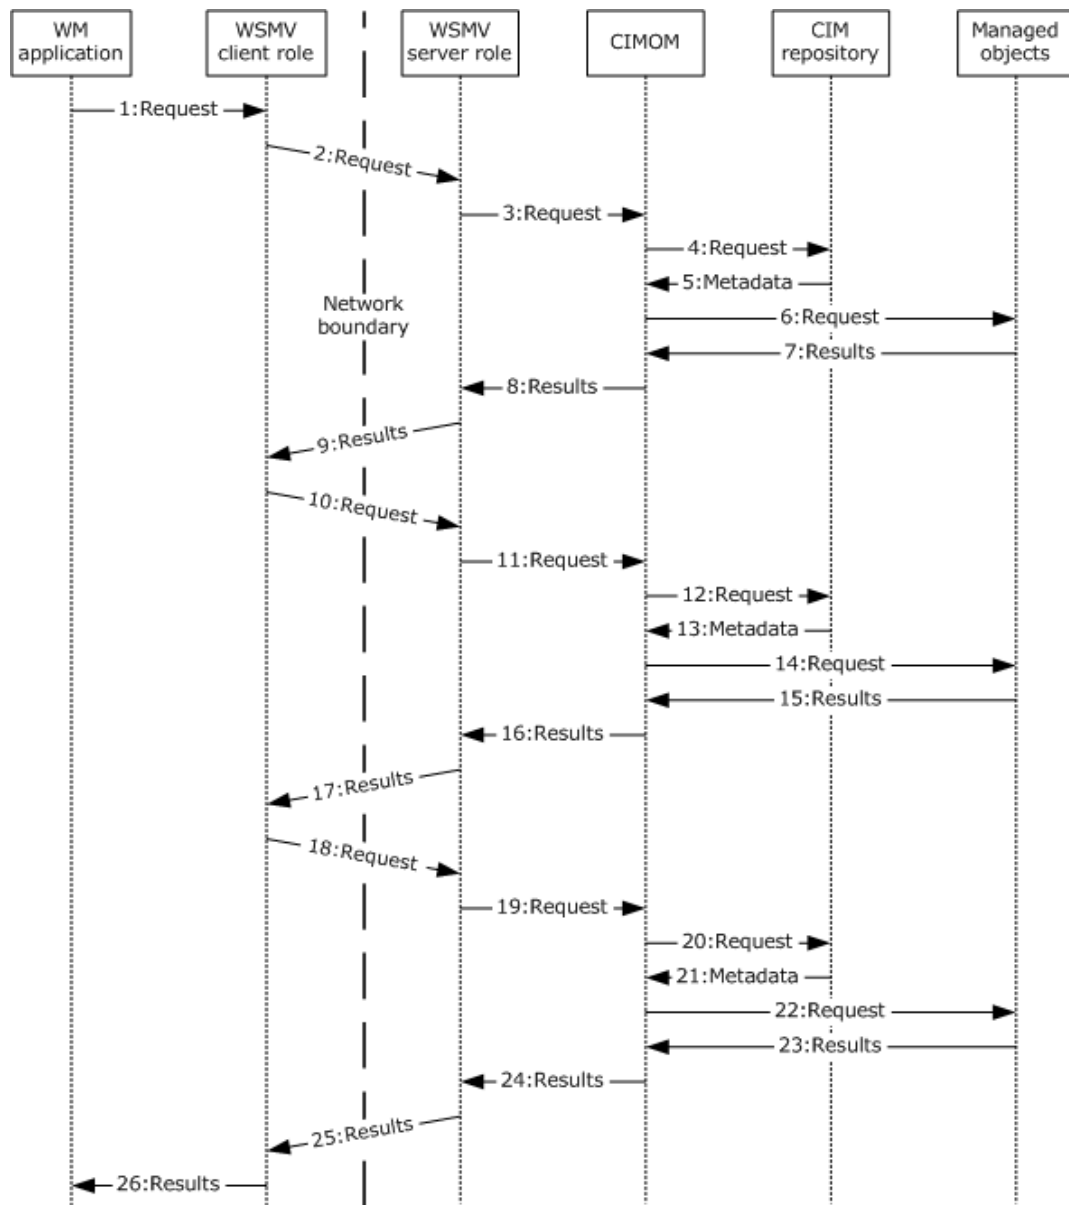 WM
application
WSMV
client role
WSMV
server role
CIMOM
CIM
repository
Managed
objects
1:Request
2:Request
3:Request
4:Request
5:Metadata
Network
boundary
6:Request
7:Results
8:Results
9:Results
10:Request
11:Request
12:Request
13:Metadata
14:Request
15:Results
16:Results
17:Results
18:Request
19:Request
20:Request
21:Metadata
22:Request
23:Results
24:Results
25:Results
26:Results